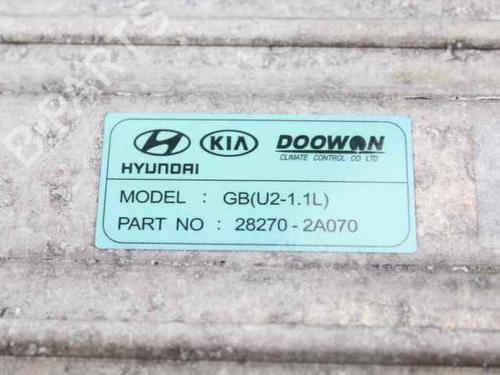 HYUNDAI KIA DOOWON
CLIMATE CONTROL CO LTD
MODEL : GB(U2-1.1L)
PART NO : 28270-2A070
B-PARTS